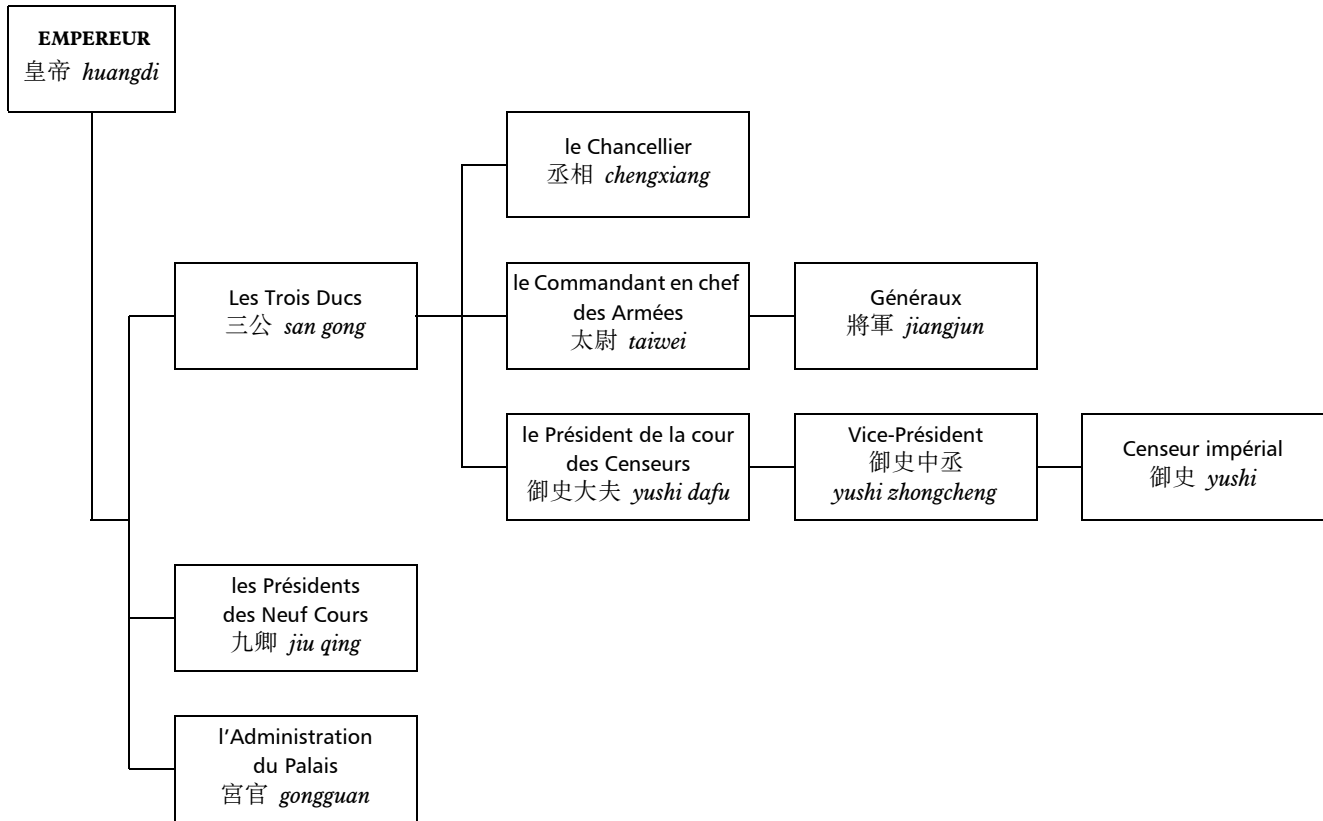 EMPEREUR
皇帝 huangdi
le Chancellier
丞相 chengxiang
Les Trois Ducs
三公 san gong
le Commandant en chef
des Armées
太尉 taiwei
Généraux
將軍 jiangjun
le Président de la cour
des Censeurs
御史大夫 yushi dafu
Vice-Président
御史中丞
yushi zhongcheng
Censeur impérial
御史 yushi
les Présidents
des Neuf Cours
九卿 jiu qing
l'Administration
du Palais
宮官 gongguan